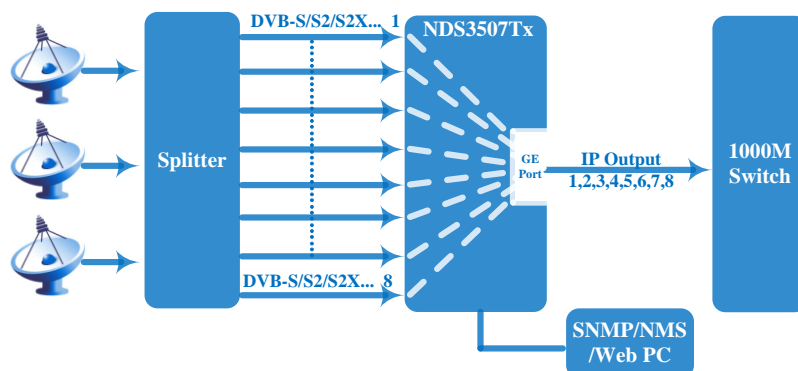 DVB-S/S2/S2X... 1
NDS3507Tx
Splitter
GE
Port
IP Output
1,2,3,4,5,6,7,8
1000M
Switch
DVB-S/S2/S2X... 8
SNMP/NMS
/Web PC